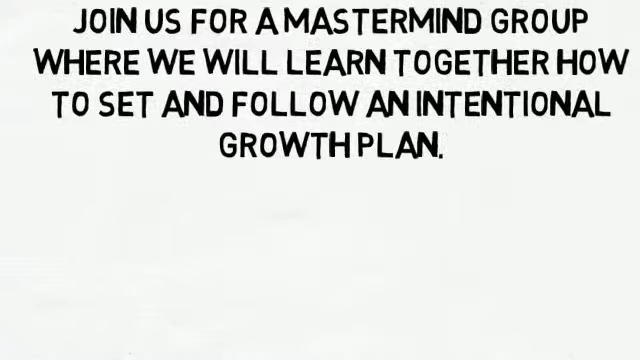 JOIN US FOR A MASTERMIND GROUP
WHERE WE WILL LEARN TOGETHER HOW
TO SET AND FOLLOW AN INTENTIONAL
GROWTH PLAN.